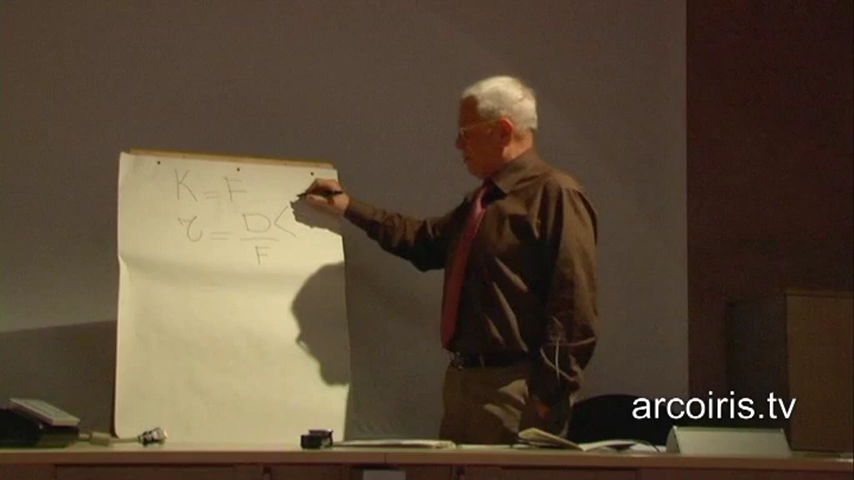 K = F
τ = D<
F
arcoiris.tv